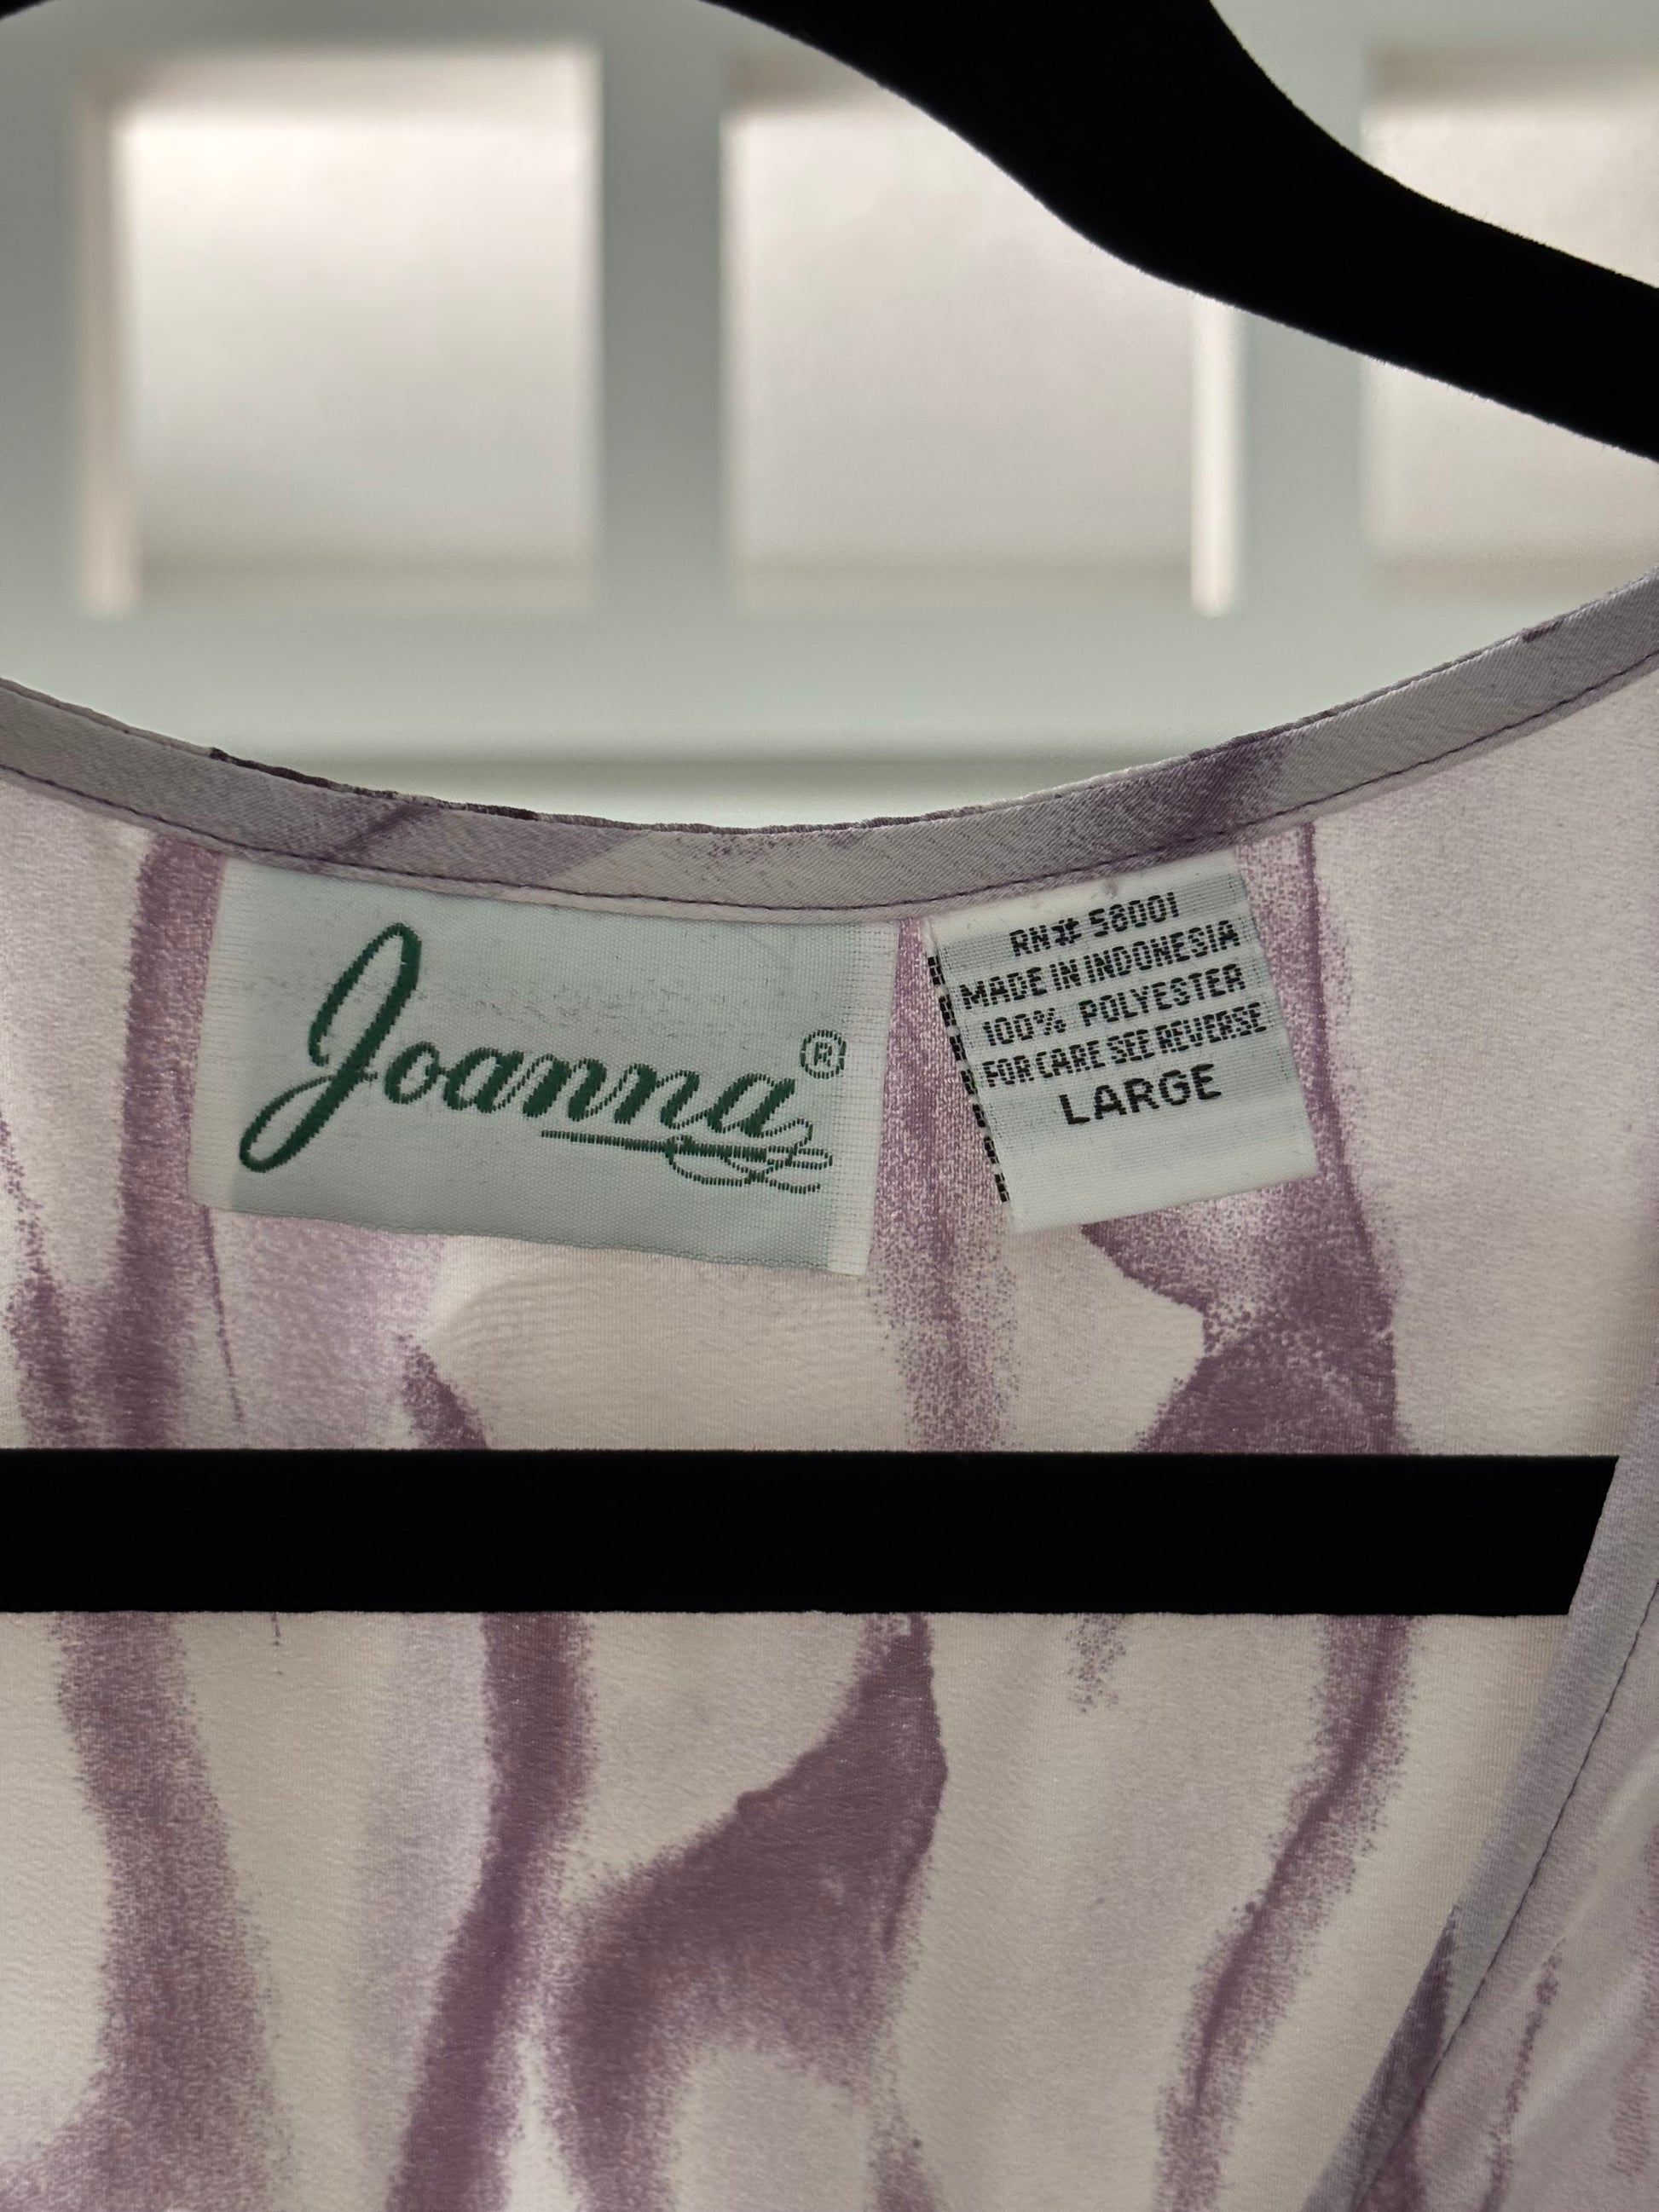 Joanna®
RN# 58001
MADE IN INDONESIA
100% POLYESTER
FOR CARE SEE REVERSE
LARGE